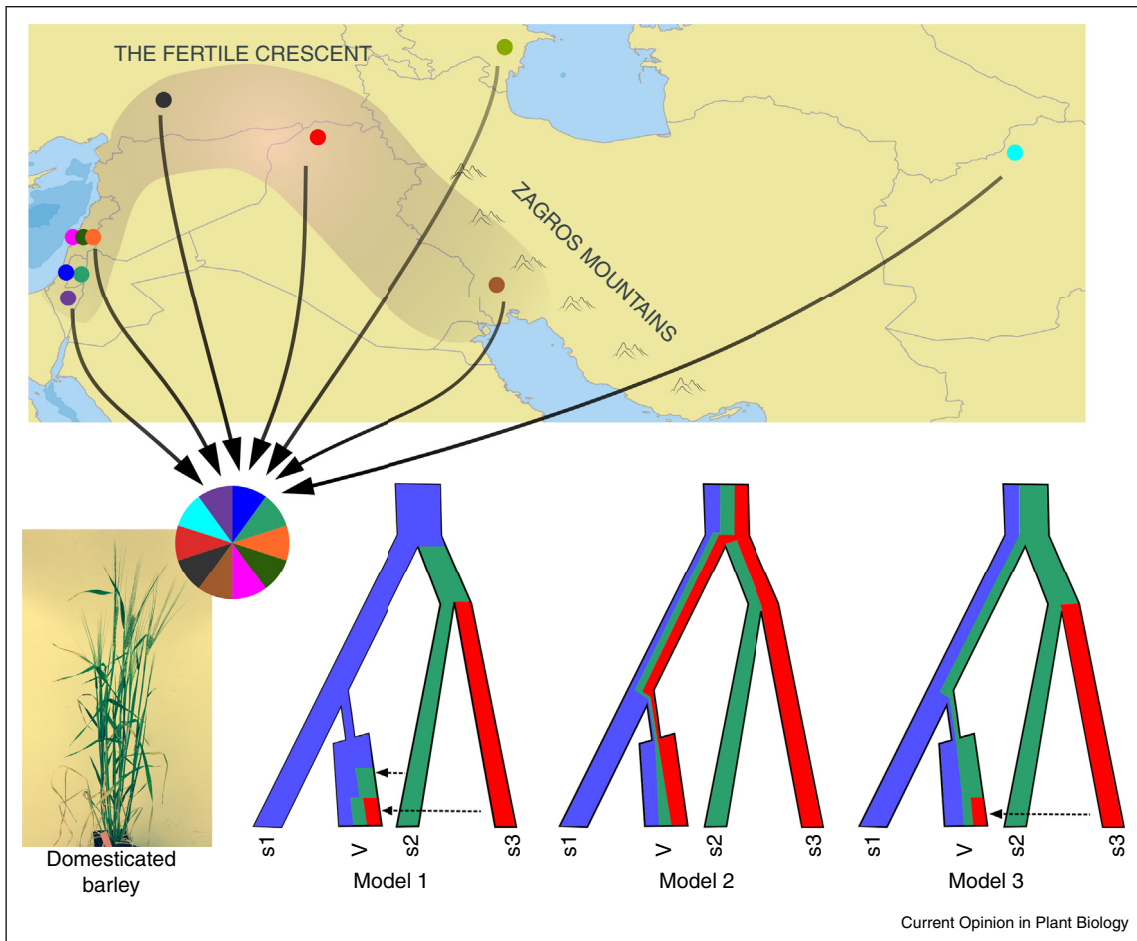 THE FERTILE CRESCENT
ZAGROS MOUNTAINS
Domesticated
barley
s1
V
s2
s3
Model 1
s1
V
s2
s3
Model 2
s1
V
s2
s3
Model 3
Current Opinion in Plant Biology